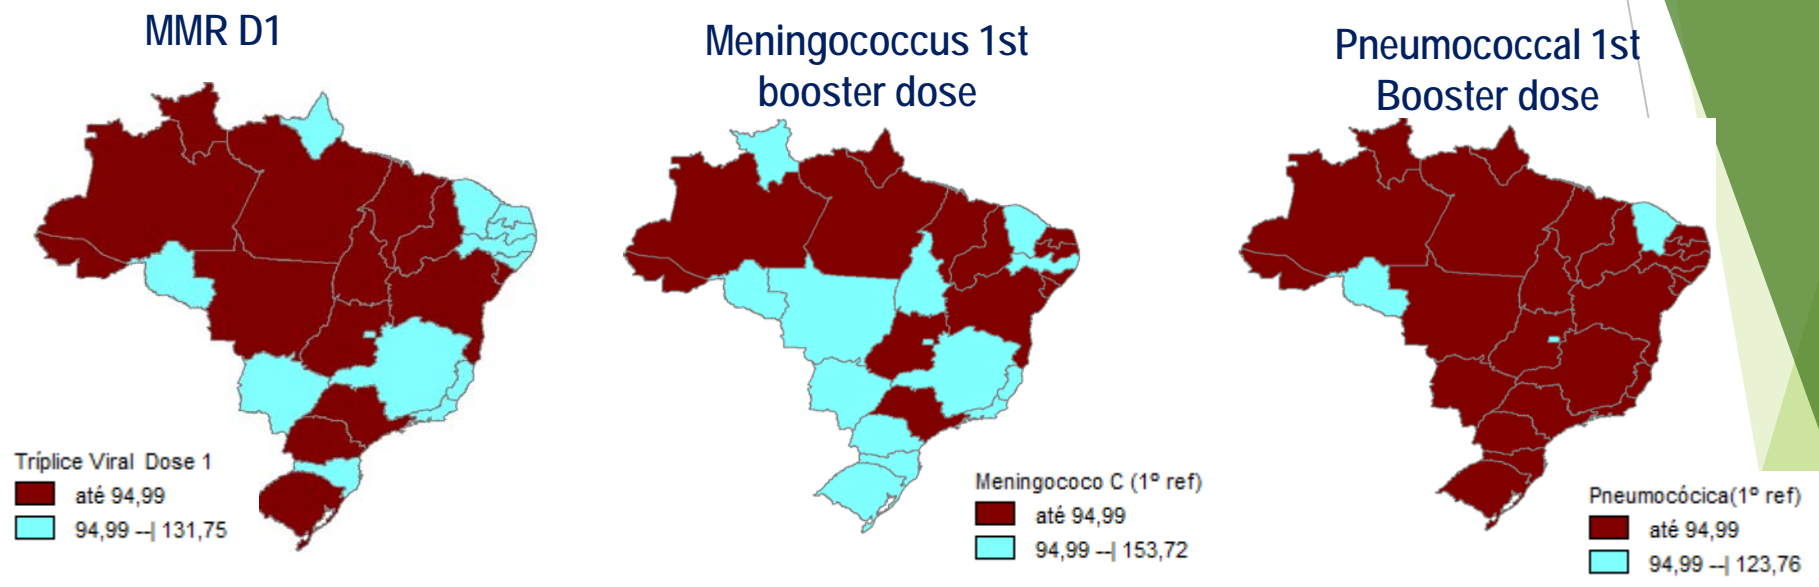 MMR D1
Tríplice Viral Dose 1
até 94,99
94,99 --| 131,75
Meningococcus 1st
booster dose
Meningococo C (1º ref)
até 94,99
94,99 --| 153,72
Pneumococcal 1st
Booster dose
Pneumocócica(1º ref)
até 94,99
94,99 --| 123,76